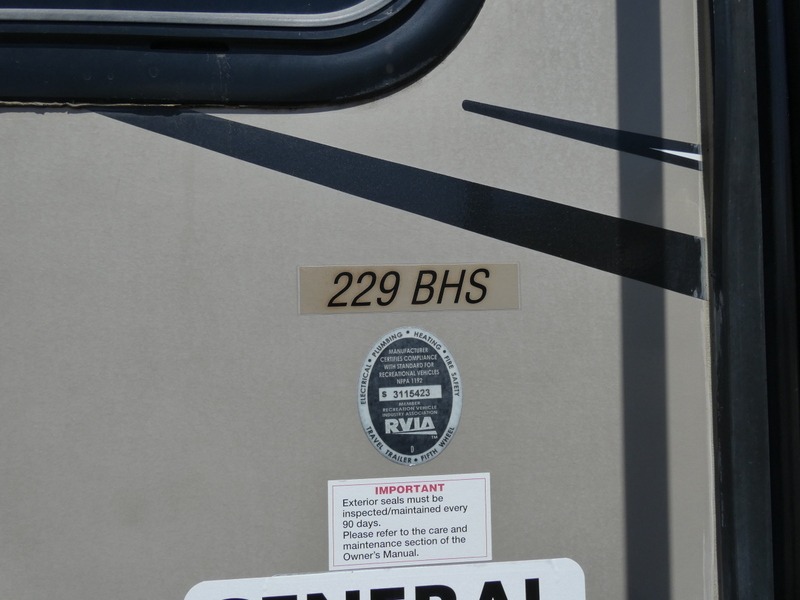 229 BHS
ELECTRICAL • PLUMBING • HEATING • FIRE SAFETY
MANUFACTURER
CERTIFIES COMPLIANCE
WITH STANDARD FOR
RECREATIONAL VEHICLES
NFPA 1192
S 3115423
MEMBER
RECREATION VEHICLE
INDUSTRY ASSOCIATION
RVIA
D
TRAVEL TRAILER • FIFTH WHEEL
IMPORTANT
Exterior seals must be
inspected/maintained every
90 days.
Please refer to the care and
maintenance section of the
Owner's Manual.
GENERAL